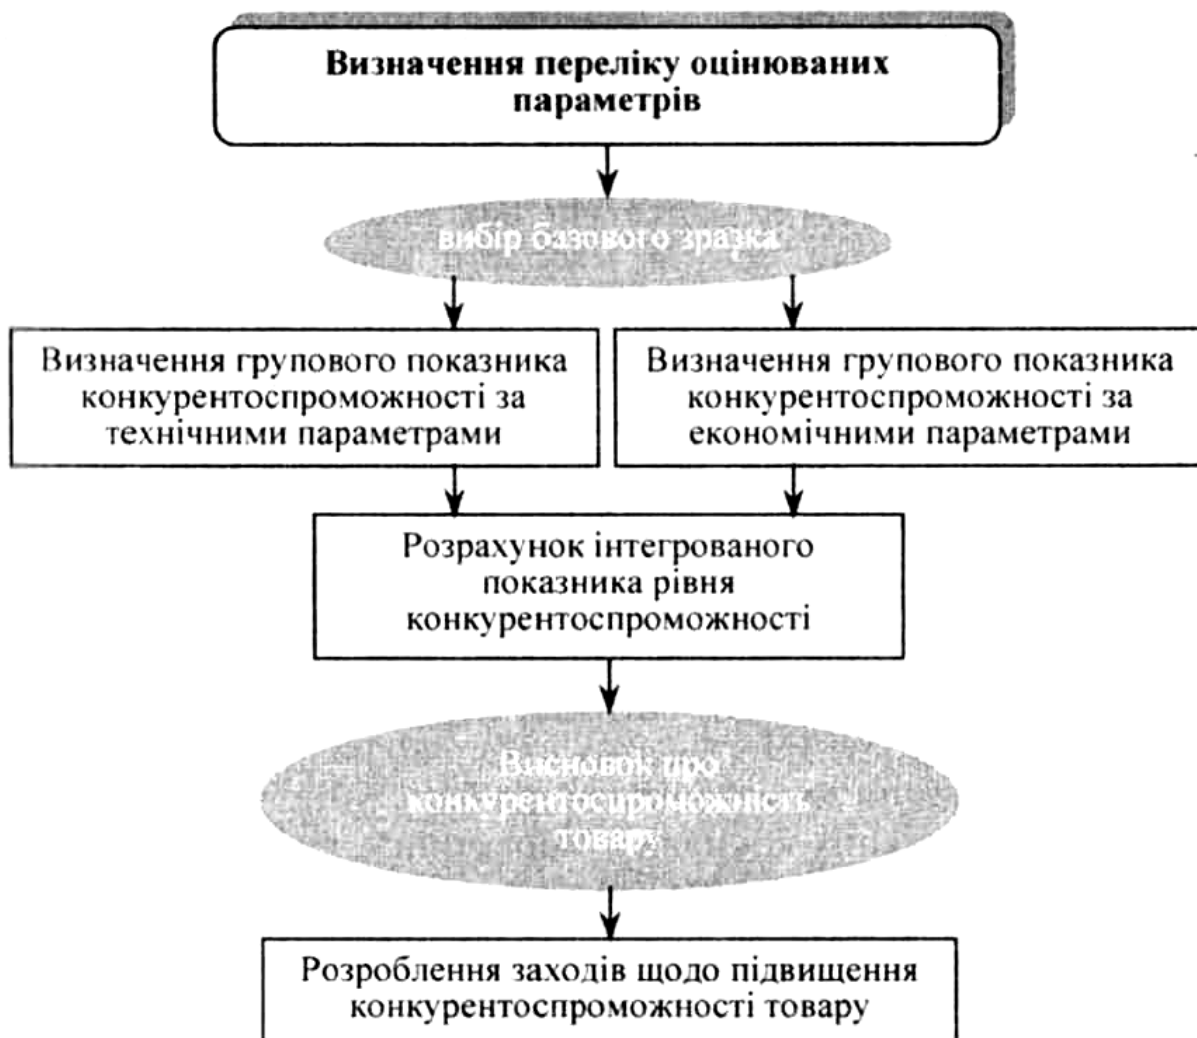 Визначення переліку оцінюваних
параметрів
вибір базового зразка
Визначення групового показника
конкурентоспроможності за
технічними параметрами
Визначення групового показника
конкурентоспроможності за
економічними параметрами
Розрахунок інтегрованого
показника рівня
конкурентоспроможності
Висновок про
конкурентоспроможність
товару
Розроблення заходів щодо підвищення
конкурентоспроможності товару